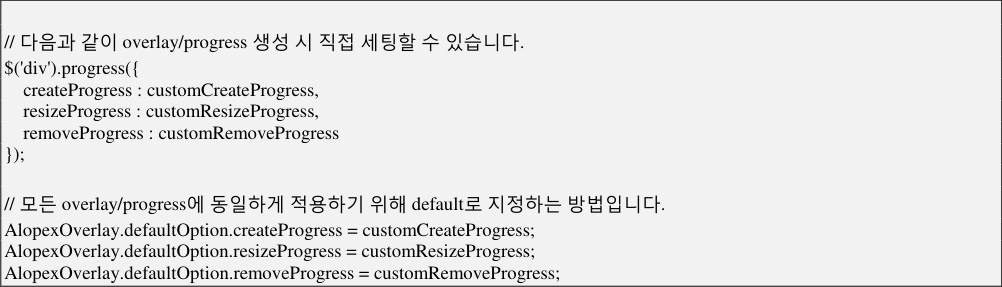 // 다음과 같이 overlay/progress 생성 시 직접 세팅할 수 있습니다.
$('div').progress({
    createProgress : customCreateProgress,
    resizeProgress : customResizeProgress,
    removeProgress : customRemoveProgress
});
// 모든 overlay/progress에 동일하게 적용하기 위해 default로 지정하는 방법입니다.
AlopexOverlay.defaultOption.createProgress = customCreateProgress;
AlopexOverlay.defaultOption.resizeProgress = customResizeProgress;
AlopexOverlay.defaultOption.removeProgress = customRemoveProgress;